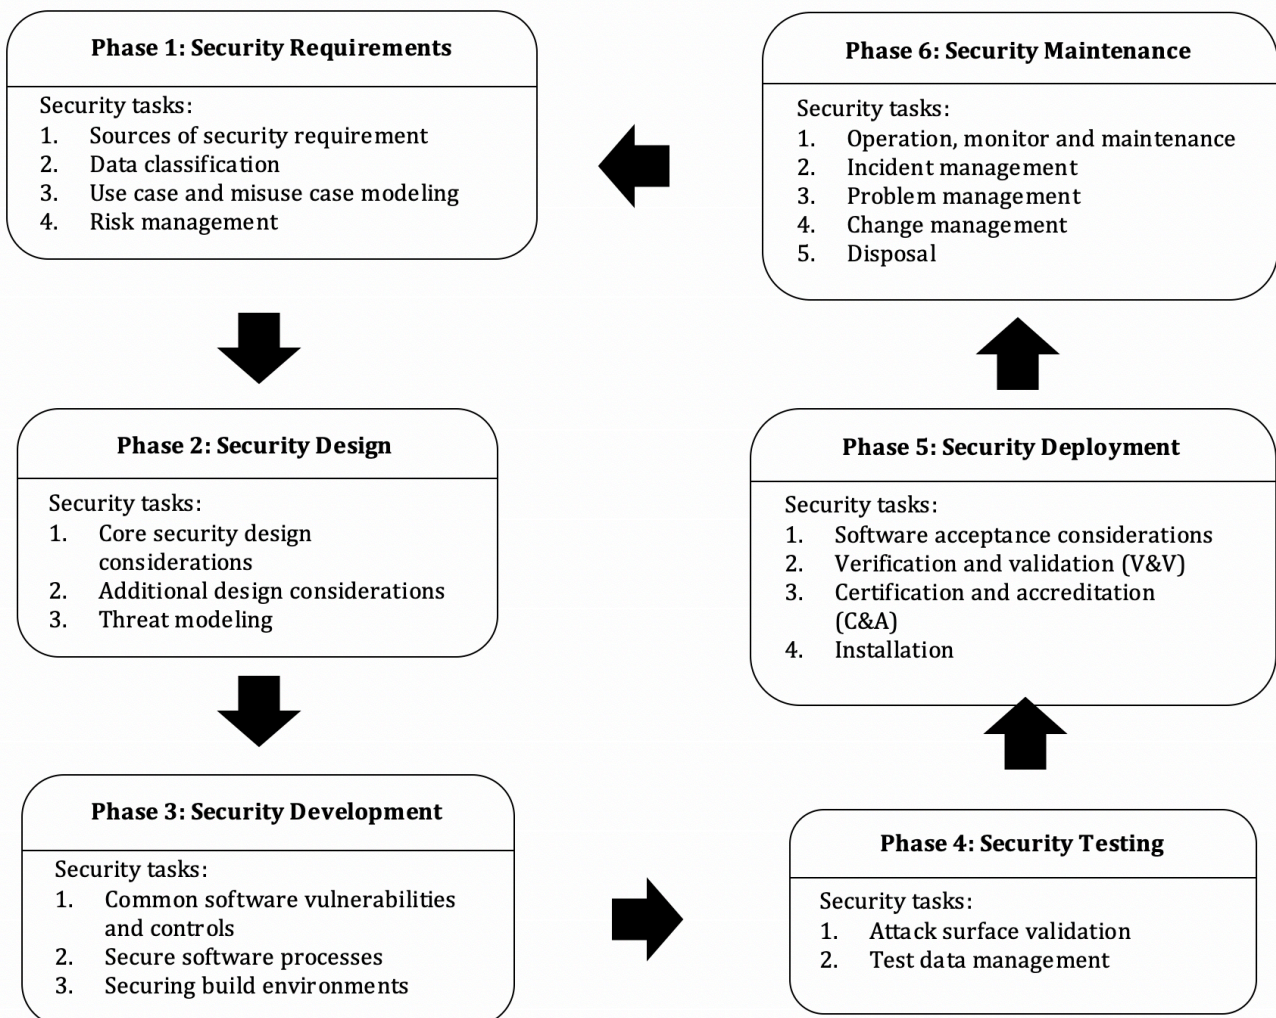 Phase 1: Security Requirements
Security tasks:
1. Sources of security requirement
2. Data classification
3. Use case and misuse case modeling
4. Risk management
Phase 2: Security Design
Security tasks:
1. Core security design
considerations
2. Additional design considerations
3. Threat modeling
Phase 3: Security Development
Security tasks:
1. Common software vulnerabilities
and controls
2. Secure software processes
3. Securing build environments
Phase 4: Security Testing
Security tasks:
1. Attack surface validation
2. Test data management
Phase 5: Security Deployment
Security tasks:
1. Software acceptance considerations
2. Verification and validation (V&V)
3. Certification and accreditation
(C&A)
4. Installation
Phase 6: Security Maintenance
Security tasks:
1. Operation, monitor and maintenance
2. Incident management
3. Problem management
4. Change management
5. Disposal